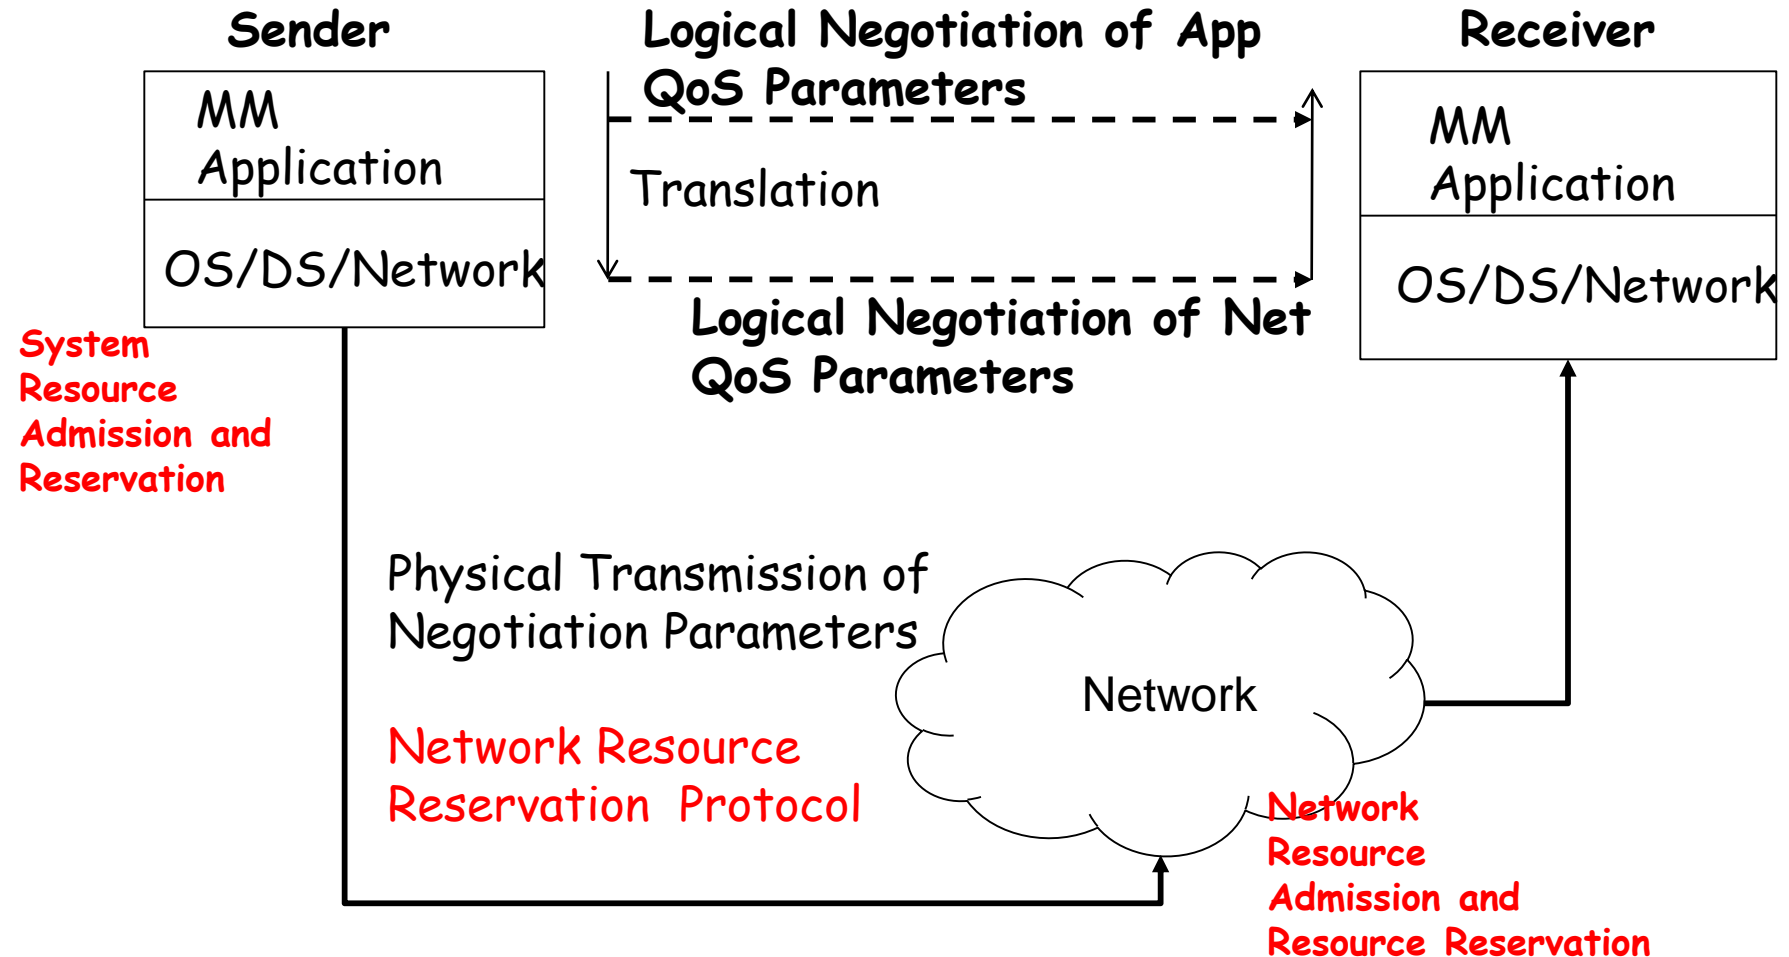 Sender
Logical Negotiation of App
QoS Parameters
Receiver
MM
Application
OS/DS/Network
Translation
MM
Application
OS/DS/Network
Logical Negotiation of Net
QoS Parameters
System
Resource
Admission and
Reservation
Physical Transmission of
Negotiation Parameters
Network
Network Resource
Reservation Protocol
Network
Resource
Admission and
Resource Reservation